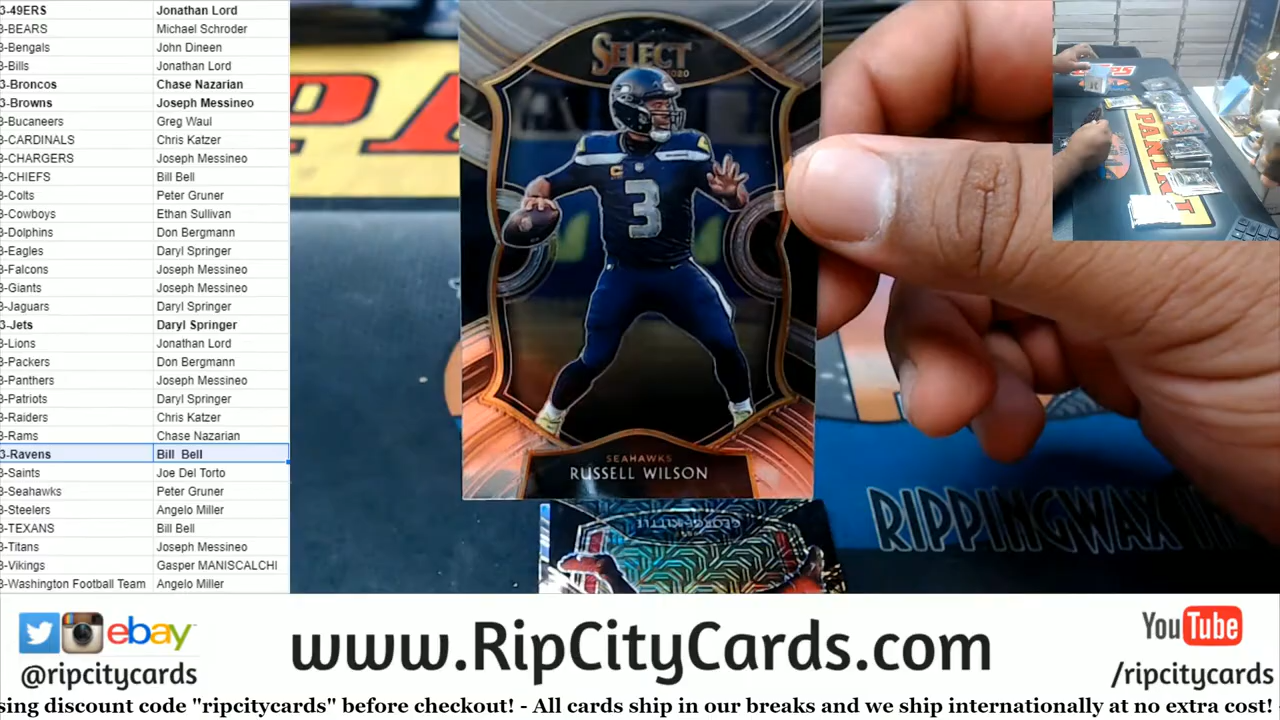 3-49ERS Jonathan Lord
3-BEARS Michael Schroder
3-Bengals John Dineen
3-Bills Jonathan Lord
3-Broncos Chase Nazarian
3-Browns Joseph Messineo
3-Bucaneers Greg Waul
3-CARDINALS Chris Katzer
3-CHARGERS Joseph Messineo
3-CHIEFS Bill Bell
3-Colts Peter Gruner
3-Cowboys Ethan Sullivan
3-Dolphins Don Bergmann
3-Eagles Daryl Springer
3-Falcons Joseph Messineo
3-Giants Joseph Messineo
3-Jaguars Daryl Springer
3-Jets Daryl Springer
3-Lions Jonathan Lord
3-Packers Don Bergmann
3-Panthers Joseph Messineo
3-Patriots Daryl Springer
3-Raiders Chris Katzer
3-Rams Chase Nazarian
3-Ravens Bill Bell
3-Saints Joe Del Torto
3-Seahawks Peter Gruner
3-Steelers Angelo Miller
3-TEXANS Bill Bell
3-Titans Joseph Messineo
3-Vikings Gasper MANISCALCHI
3-Washington Football Team Angelo Miller
SELECT
2020
C
3
SEAHAWKS
RUSSELL WILSON
GEORGE KITTLE
PANINI
RIPPINGWAX
ebay
@ripcitycards
www.RipCityCards.com
YouTube
/ripcitycards
sing discount code "ripcitycards" before checkout! - All cards ship in our breaks and we ship internationally at no extra cost!